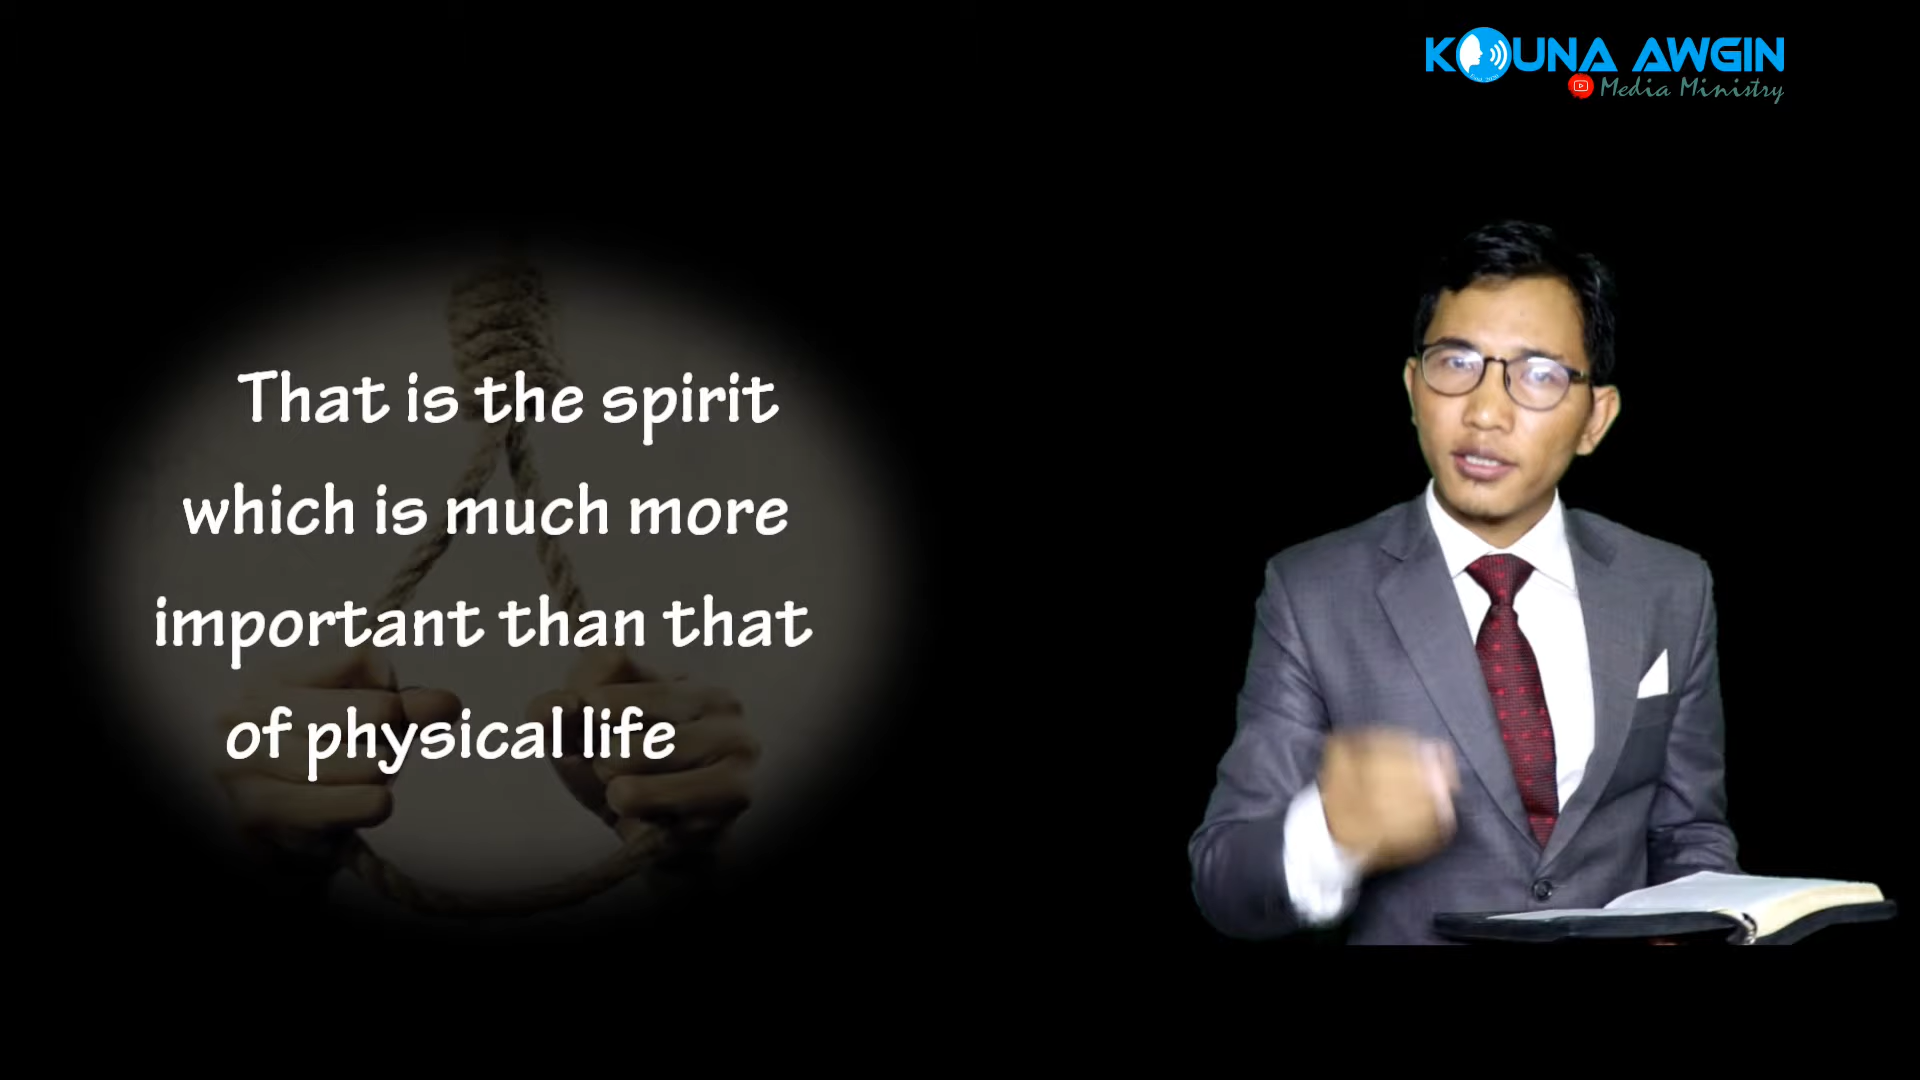 KOUNA AWGIN
Media Ministry
That is the spirit
which is much more
important than that
of physical life